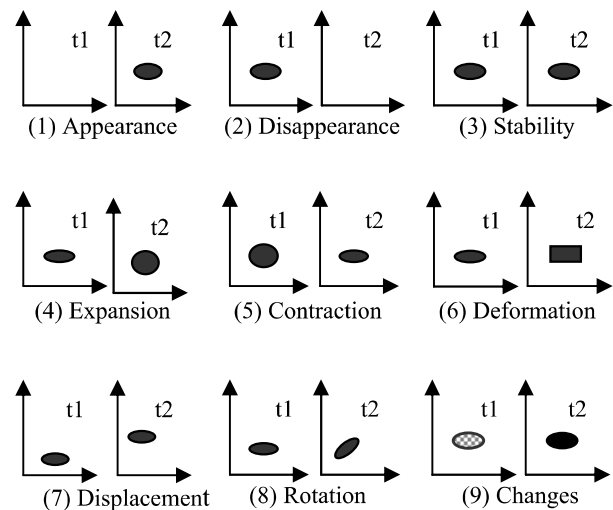 t1 t2 t1 t2 t1 t2
(1) Appearance (2) Disappearance (3) Stability
t1 t2 t1 t2 t1 t2
(4) Expansion (5) Contraction (6) Deformation
t1 t2 t1 t2 t1 t2
(7) Displacement (8) Rotation (9) Changes